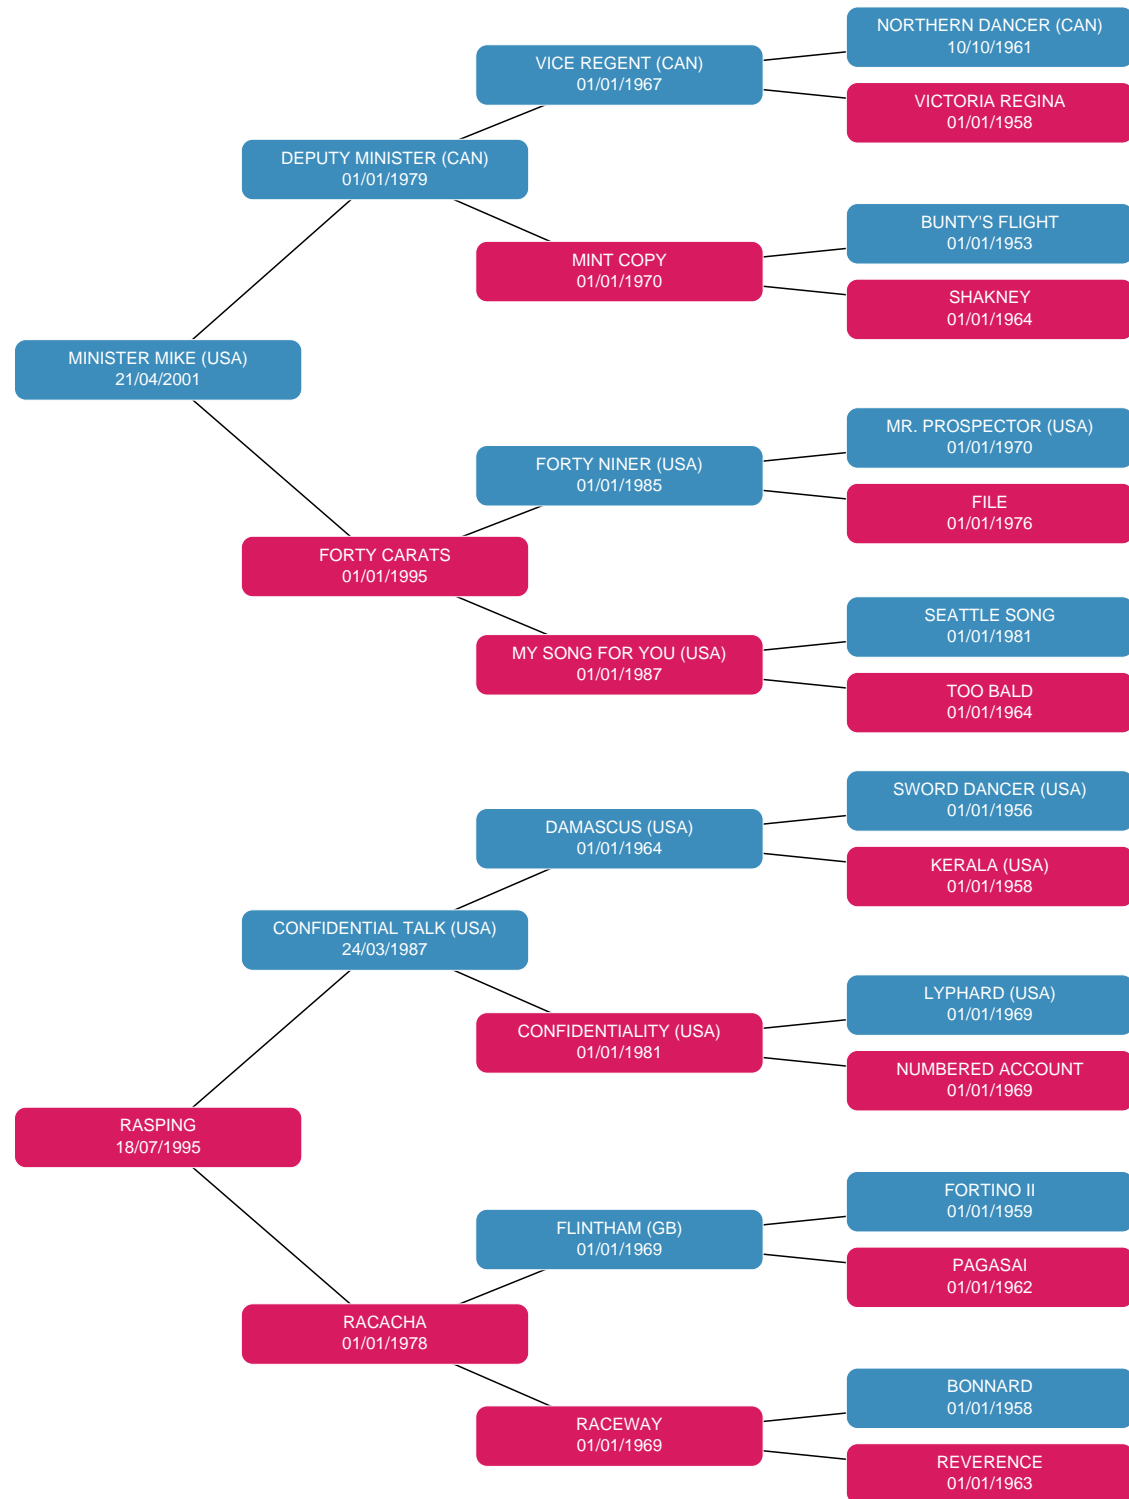 NORTHERN DANCER (CAN)
10/10/1961
VICE REGENT (CAN)
01/01/1967
VICTORIA REGINA
01/01/1958
DEPUTY MINISTER (CAN)
01/01/1979
BUNTY'S FLIGHT
01/01/1953
MINT COPY
01/01/1970
SHAKNEY
01/01/1964
MINISTER MIKE (USA)
21/04/2001
MR. PROSPECTOR (USA)
01/01/1970
FORTY NINER (USA)
01/01/1985
FILE
01/01/1976
FORTY CARATS
01/01/1995
SEATTLE SONG
01/01/1981
MY SONG FOR YOU (USA)
01/01/1987
TOO BALD
01/01/1964
SWORD DANCER (USA)
01/01/1956
DAMASCUS (USA)
01/01/1964
KERALA (USA)
01/01/1958
CONFIDENTIAL TALK (USA)
24/03/1987
LYPHARD (USA)
01/01/1969
CONFIDENTIALITY (USA)
01/01/1981
NUMBERED ACCOUNT
01/01/1969
RASPING
18/07/1995
FORTINO II
01/01/1959
FLINTHAM (GB)
01/01/1969
PAGASAI
01/01/1962
RACACHA
01/01/1978
BONNARD
01/01/1958
RACEWAY
01/01/1969
REVERENCE
01/01/1963